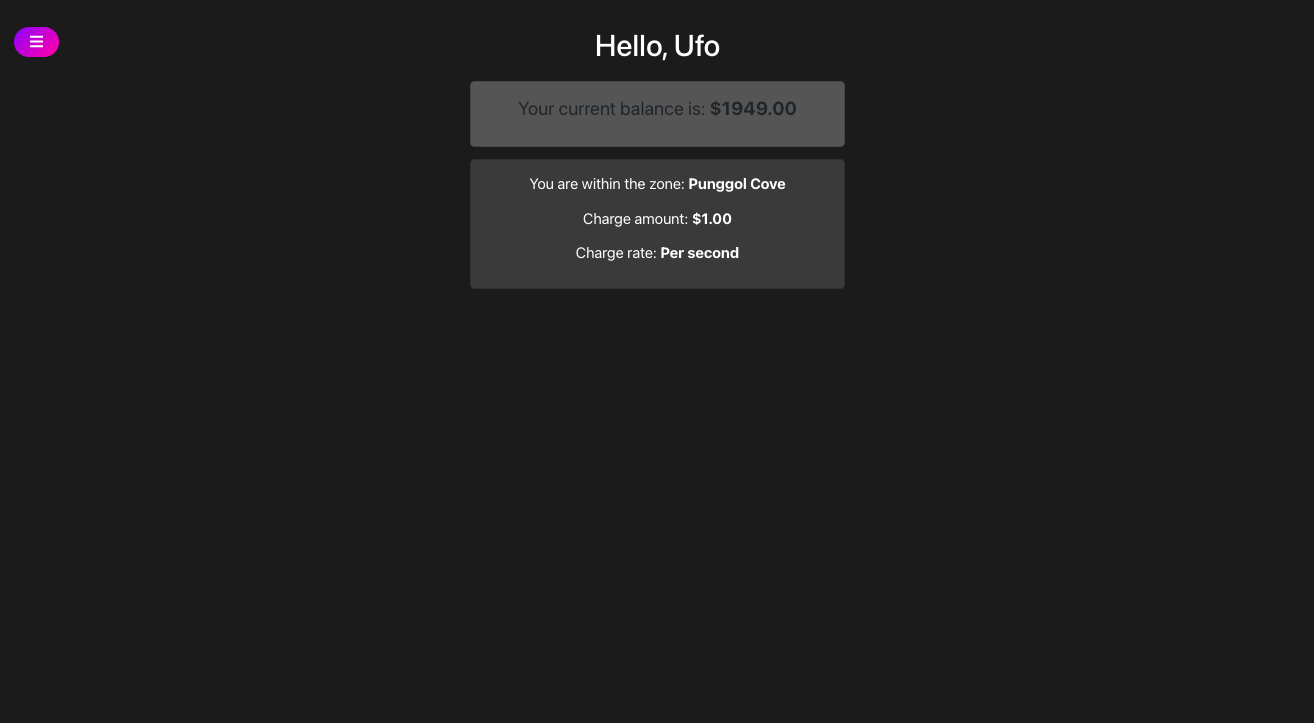 Hello, Ufo
Your current balance is: $1949.00
You are within the zone: Punggol Cove
Charge amount: $1.00
Charge rate: Per second